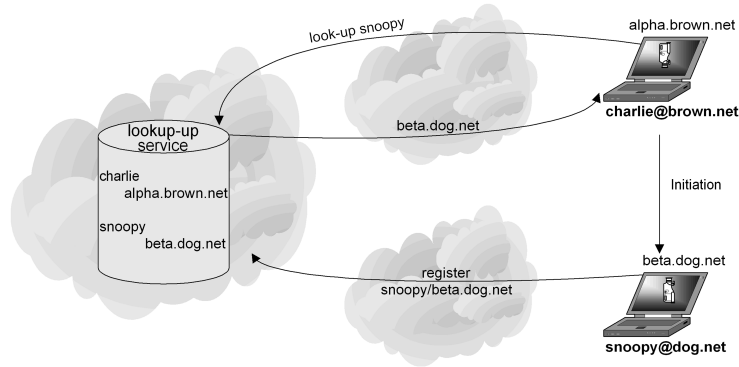 look-up snoopy
alpha.brown.net
charlie@brown.net
lookup-up
service
beta.dog.net
charlie
alpha.brown.net
snoopy
beta.dog.net
Initiation
register
snoopy/beta.dog.net
beta.dog.net
snoopy@dog.net